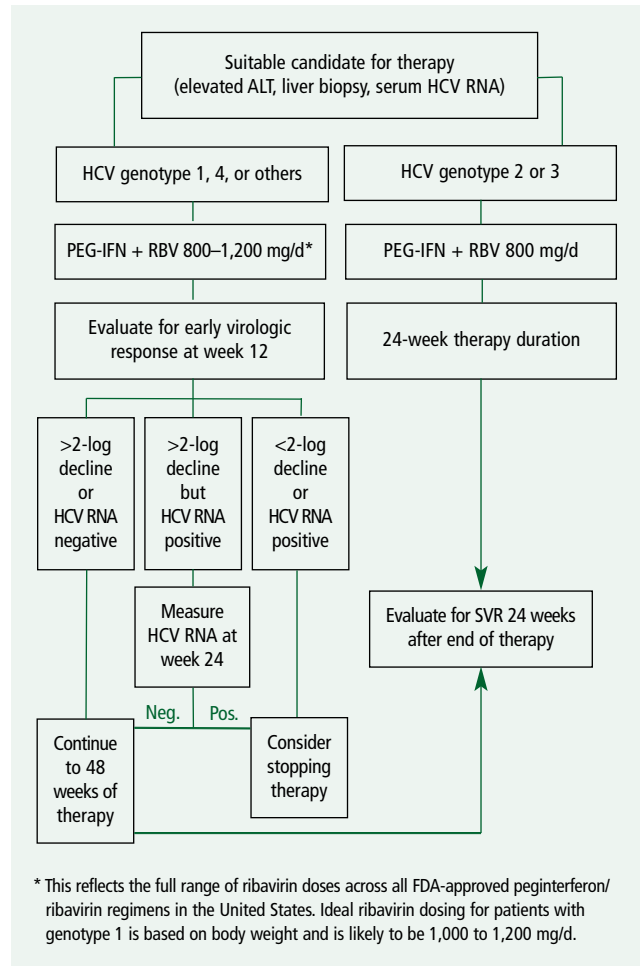 Suitable candidate for therapy
(elevated ALT, liver biopsy, serum HCV RNA)
HCV genotype 1, 4, or others
HCV genotype 2 or 3
PEG-IFN + RBV 800–1,200 mg/d*
PEG-IFN + RBV 800 mg/d
Evaluate for early virologic
response at week 12
24-week therapy duration
>2-log
decline
or
HCV RNA
negative
>2-log
decline
but
HCV RNA
positive
<2-log
decline
or
HCV RNA
positive
Measure
HCV RNA at
week 24
Evaluate for SVR 24 weeks
after end of therapy
Neg.
Pos.
Continue
to 48
weeks of
therapy
Consider
stopping
therapy
* This reflects the full range of ribavirin doses across all FDA-approved peginterferon/
ribavirin regimens in the United States. Ideal ribavirin dosing for patients with
genotype 1 is based on body weight and is likely to be 1,000 to 1,200 mg/d.